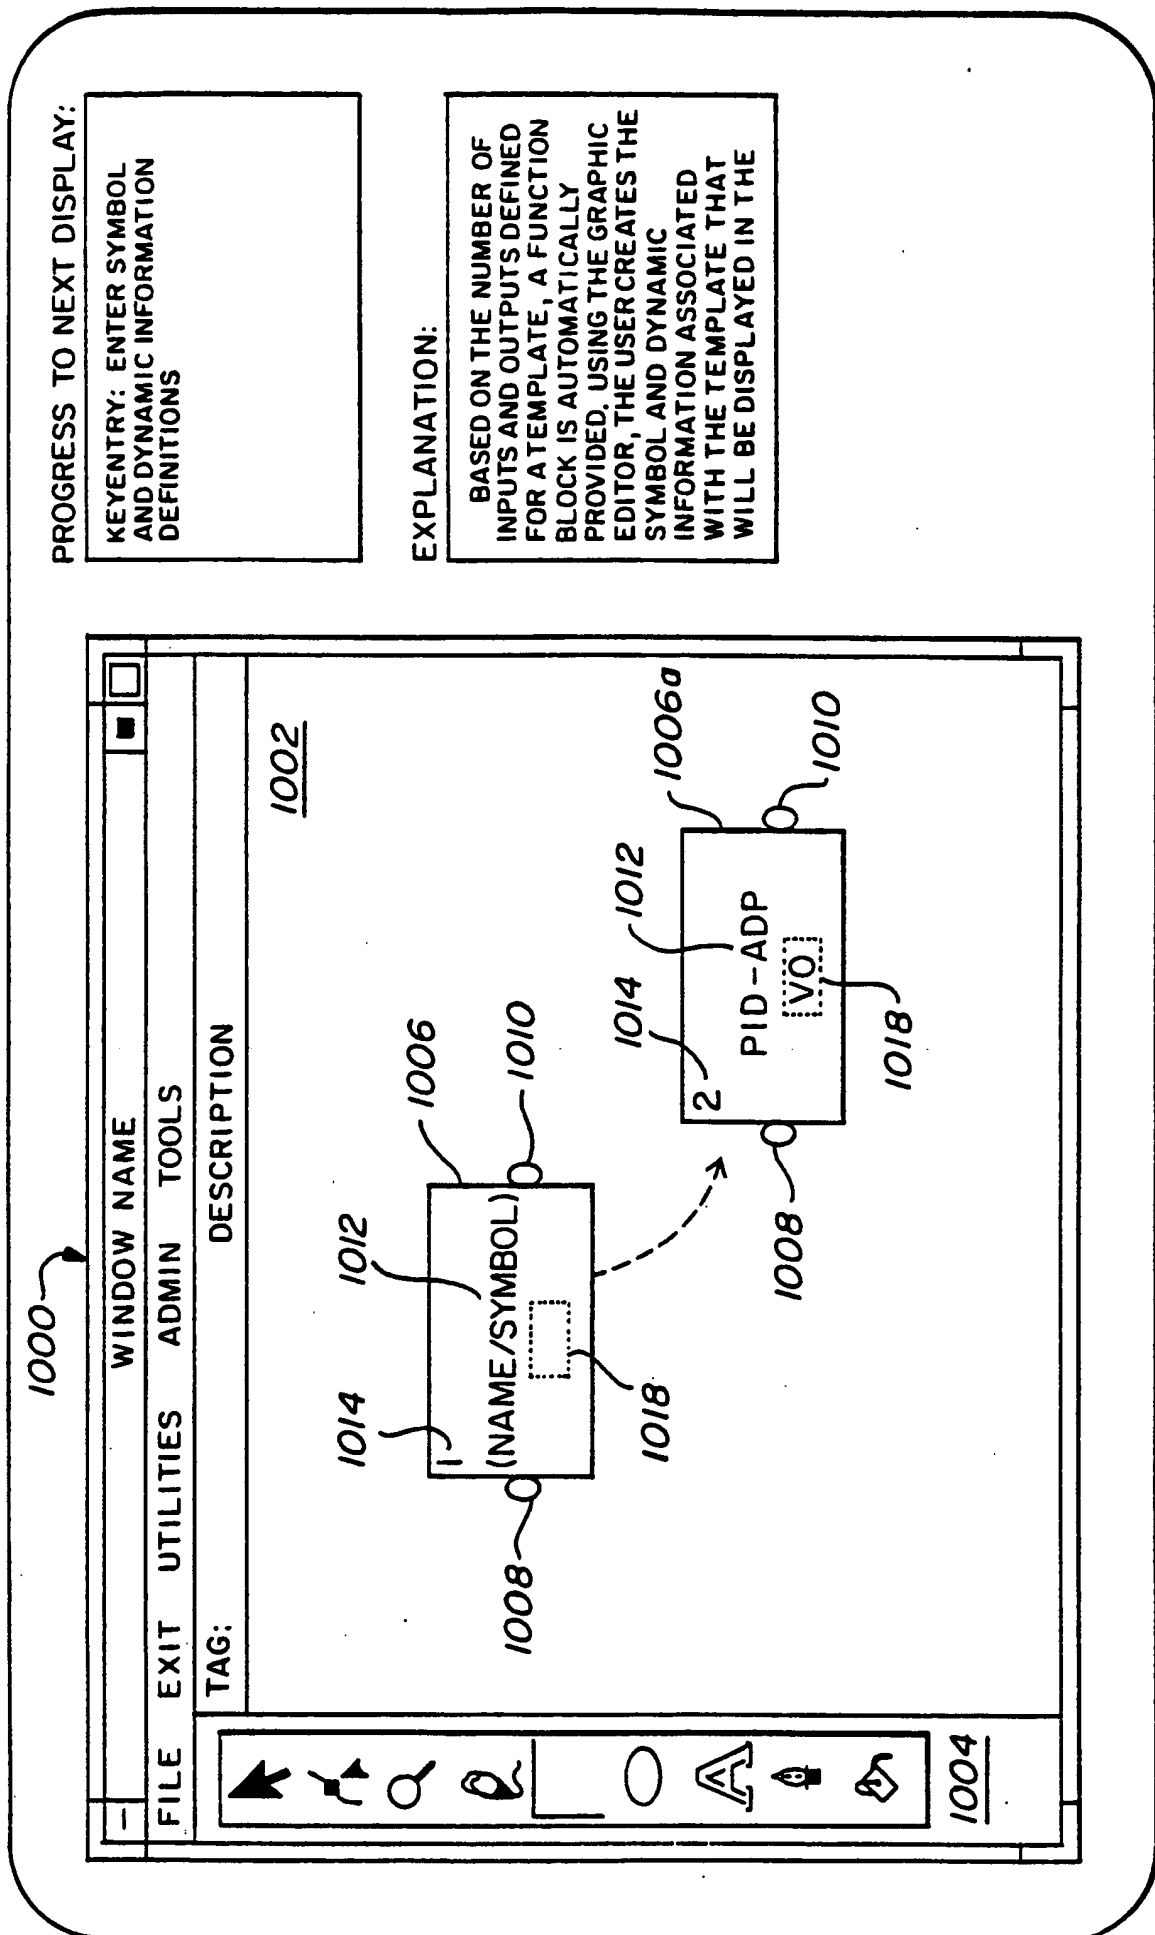 1000
WINDOW NAME
FILE EXIT UTILITIES ADMIN TOOLS
TAG: DESCRIPTION
1002
1004
1014
1012
1006
1
(NAME/SYMBOL)
1008
1010
1018
1014
1012
1006a
2
PID-ADP
VO
1008
1010
1018
PROGRESS TO NEXT DISPLAY:
KEYENTRY: ENTER SYMBOL
AND DYNAMIC INFORMATION
DEFINITIONS
EXPLANATION:
BASED ON THE NUMBER OF
INPUTS AND OUTPUTS DEFINED
FOR A TEMPLATE, A FUNCTION
BLOCK IS AUTOMATICALLY
PROVIDED. USING THE GRAPHIC
EDITOR, THE USER CREATES THE
SYMBOL AND DYNAMIC
INFORMATION ASSOCIATED
WITH THE TEMPLATE THAT
WILL BE DISPLAYED IN THE